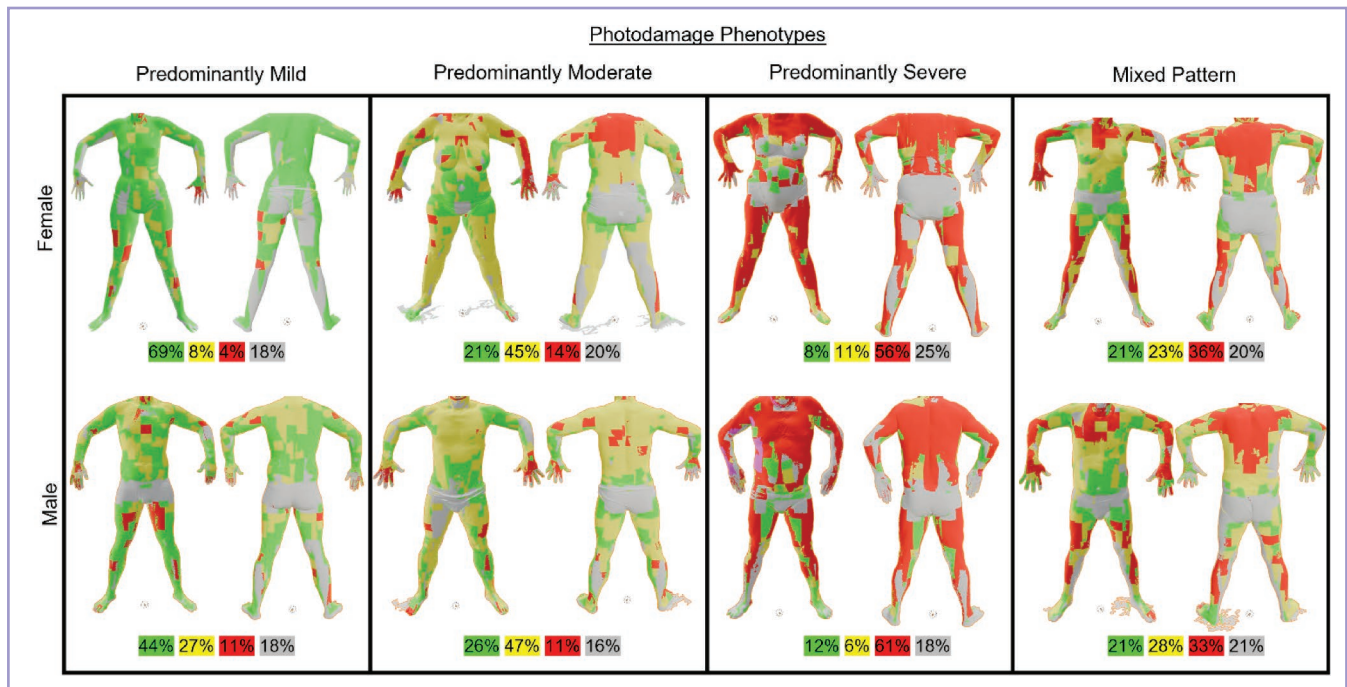 Photodamage Phenotypes
Predominantly Mild Predominantly Moderate Predominantly Severe Mixed Pattern
Female
69% 8% 4% 18% 21% 45% 14% 20% 8% 11% 56% 25% 21% 23% 36% 20%
Male
44% 27% 11% 18% 26% 47% 11% 16% 12% 6% 61% 18% 21% 28% 33% 21%